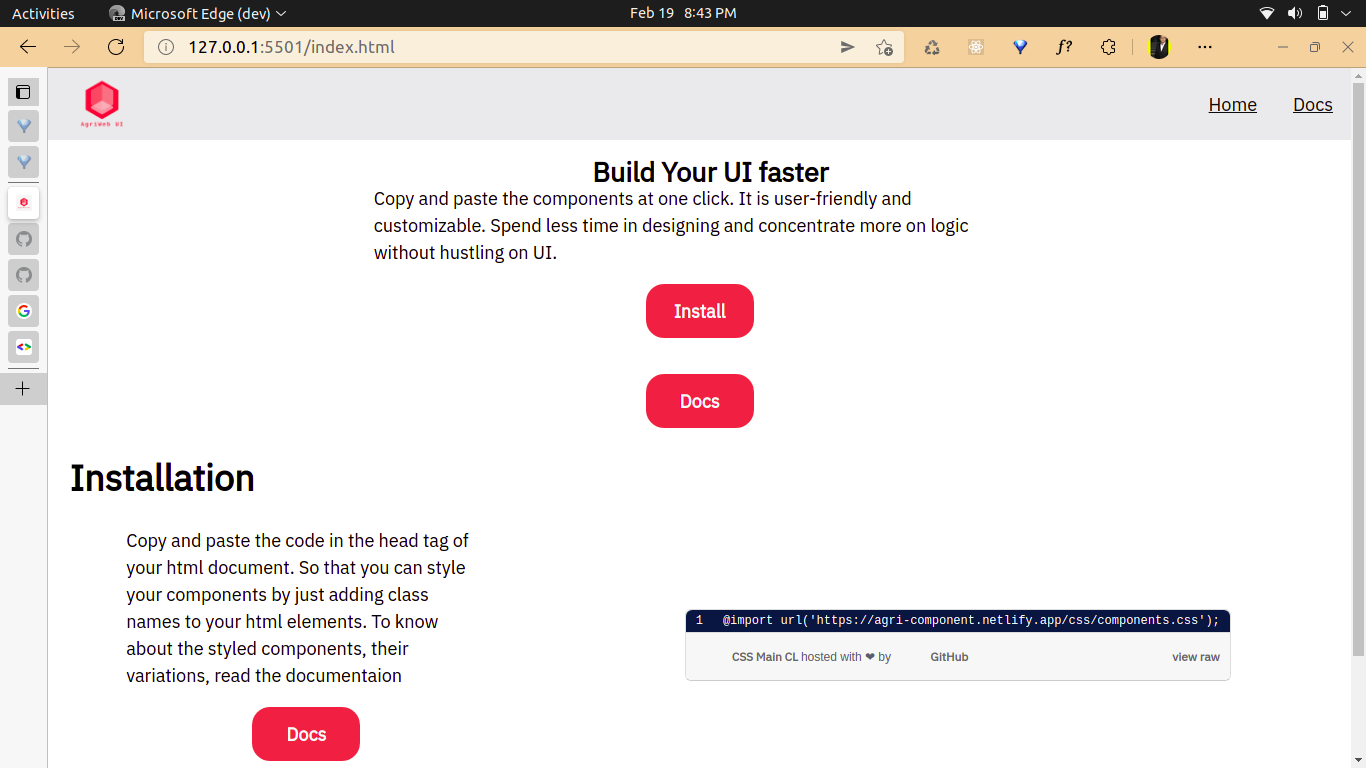 Activities
Microsoft Edge (dev)
Feb 19 8:43 PM
127.0.0.1:5501/index.html
f?
AgriWeb UI
Home
Docs
Build Your UI faster
Copy and paste the components at one click. It is user-friendly and
customizable. Spend less time in designing and concentrate more on logic
without hustling on UI.
Install
Docs
Installation
Copy and paste the code in the head tag of
your html document. So that you can style
your components by just adding class
names to your html elements. To know
about the styled components, their
variations, read the documentaion
Docs
1 @import url('https://agri-component.netlify.app/css/components.css');
CSS Main CL hosted with ❤ by GitHub
view raw